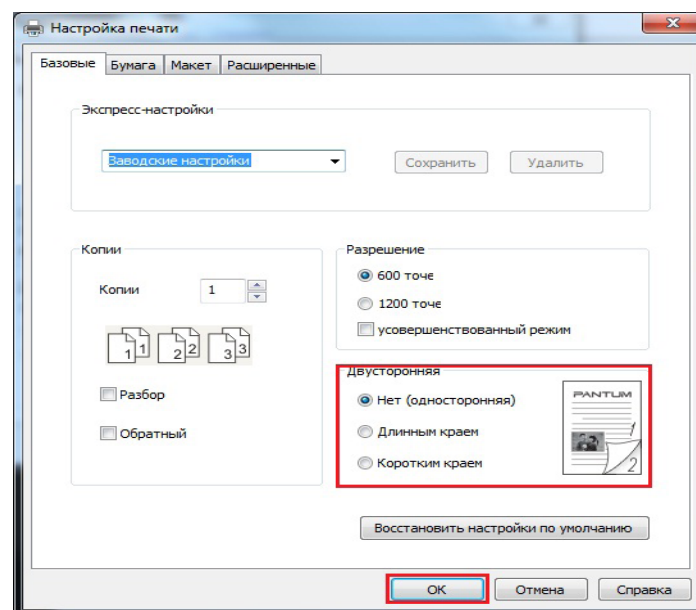 Настройка печати
Базовые Бумага Макет Расширенные
Экспресс-настройки
Заводские настройки Сохранить Удалить
Копии
Копии 1
1 1 2 2 3 3
Разбор
Обратный
Разрешение
600 точе
1200 точе
усовершенствованный режим
Двусторонняя
Нет (односторонняя)
Длинным краем
Коротким краем
PANTUM
1
2
Восстановить настройки по умолчанию
OK Отмена Справка